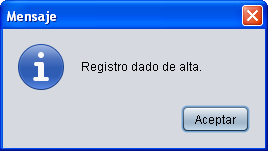 Mensaje
Registro dado de alta.
Aceptar